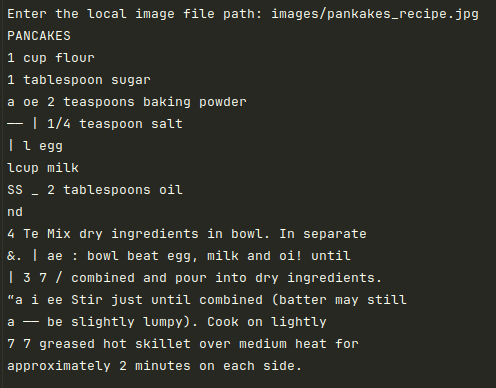 Enter the local image file path: images/pankakes_recipe.jpg
PANCAKES
1 cup flour
1 tablespoon sugar
a oe 2 teaspoons baking powder
—— | 1/4 teaspoon salt
| l egg
lcup milk
SS _ 2 tablespoons oil
nd
4 Te Mix dry ingredients in bowl. In separate
&. | ae : bowl beat egg, milk and oi! until
| 3 7 / combined and pour into dry ingredients.
“a i ee Stir just until combined (batter may still
a —— be slightly lumpy). Cook on lightly
7 7 greased hot skillet over medium heat for
approximately 2 minutes on each side.